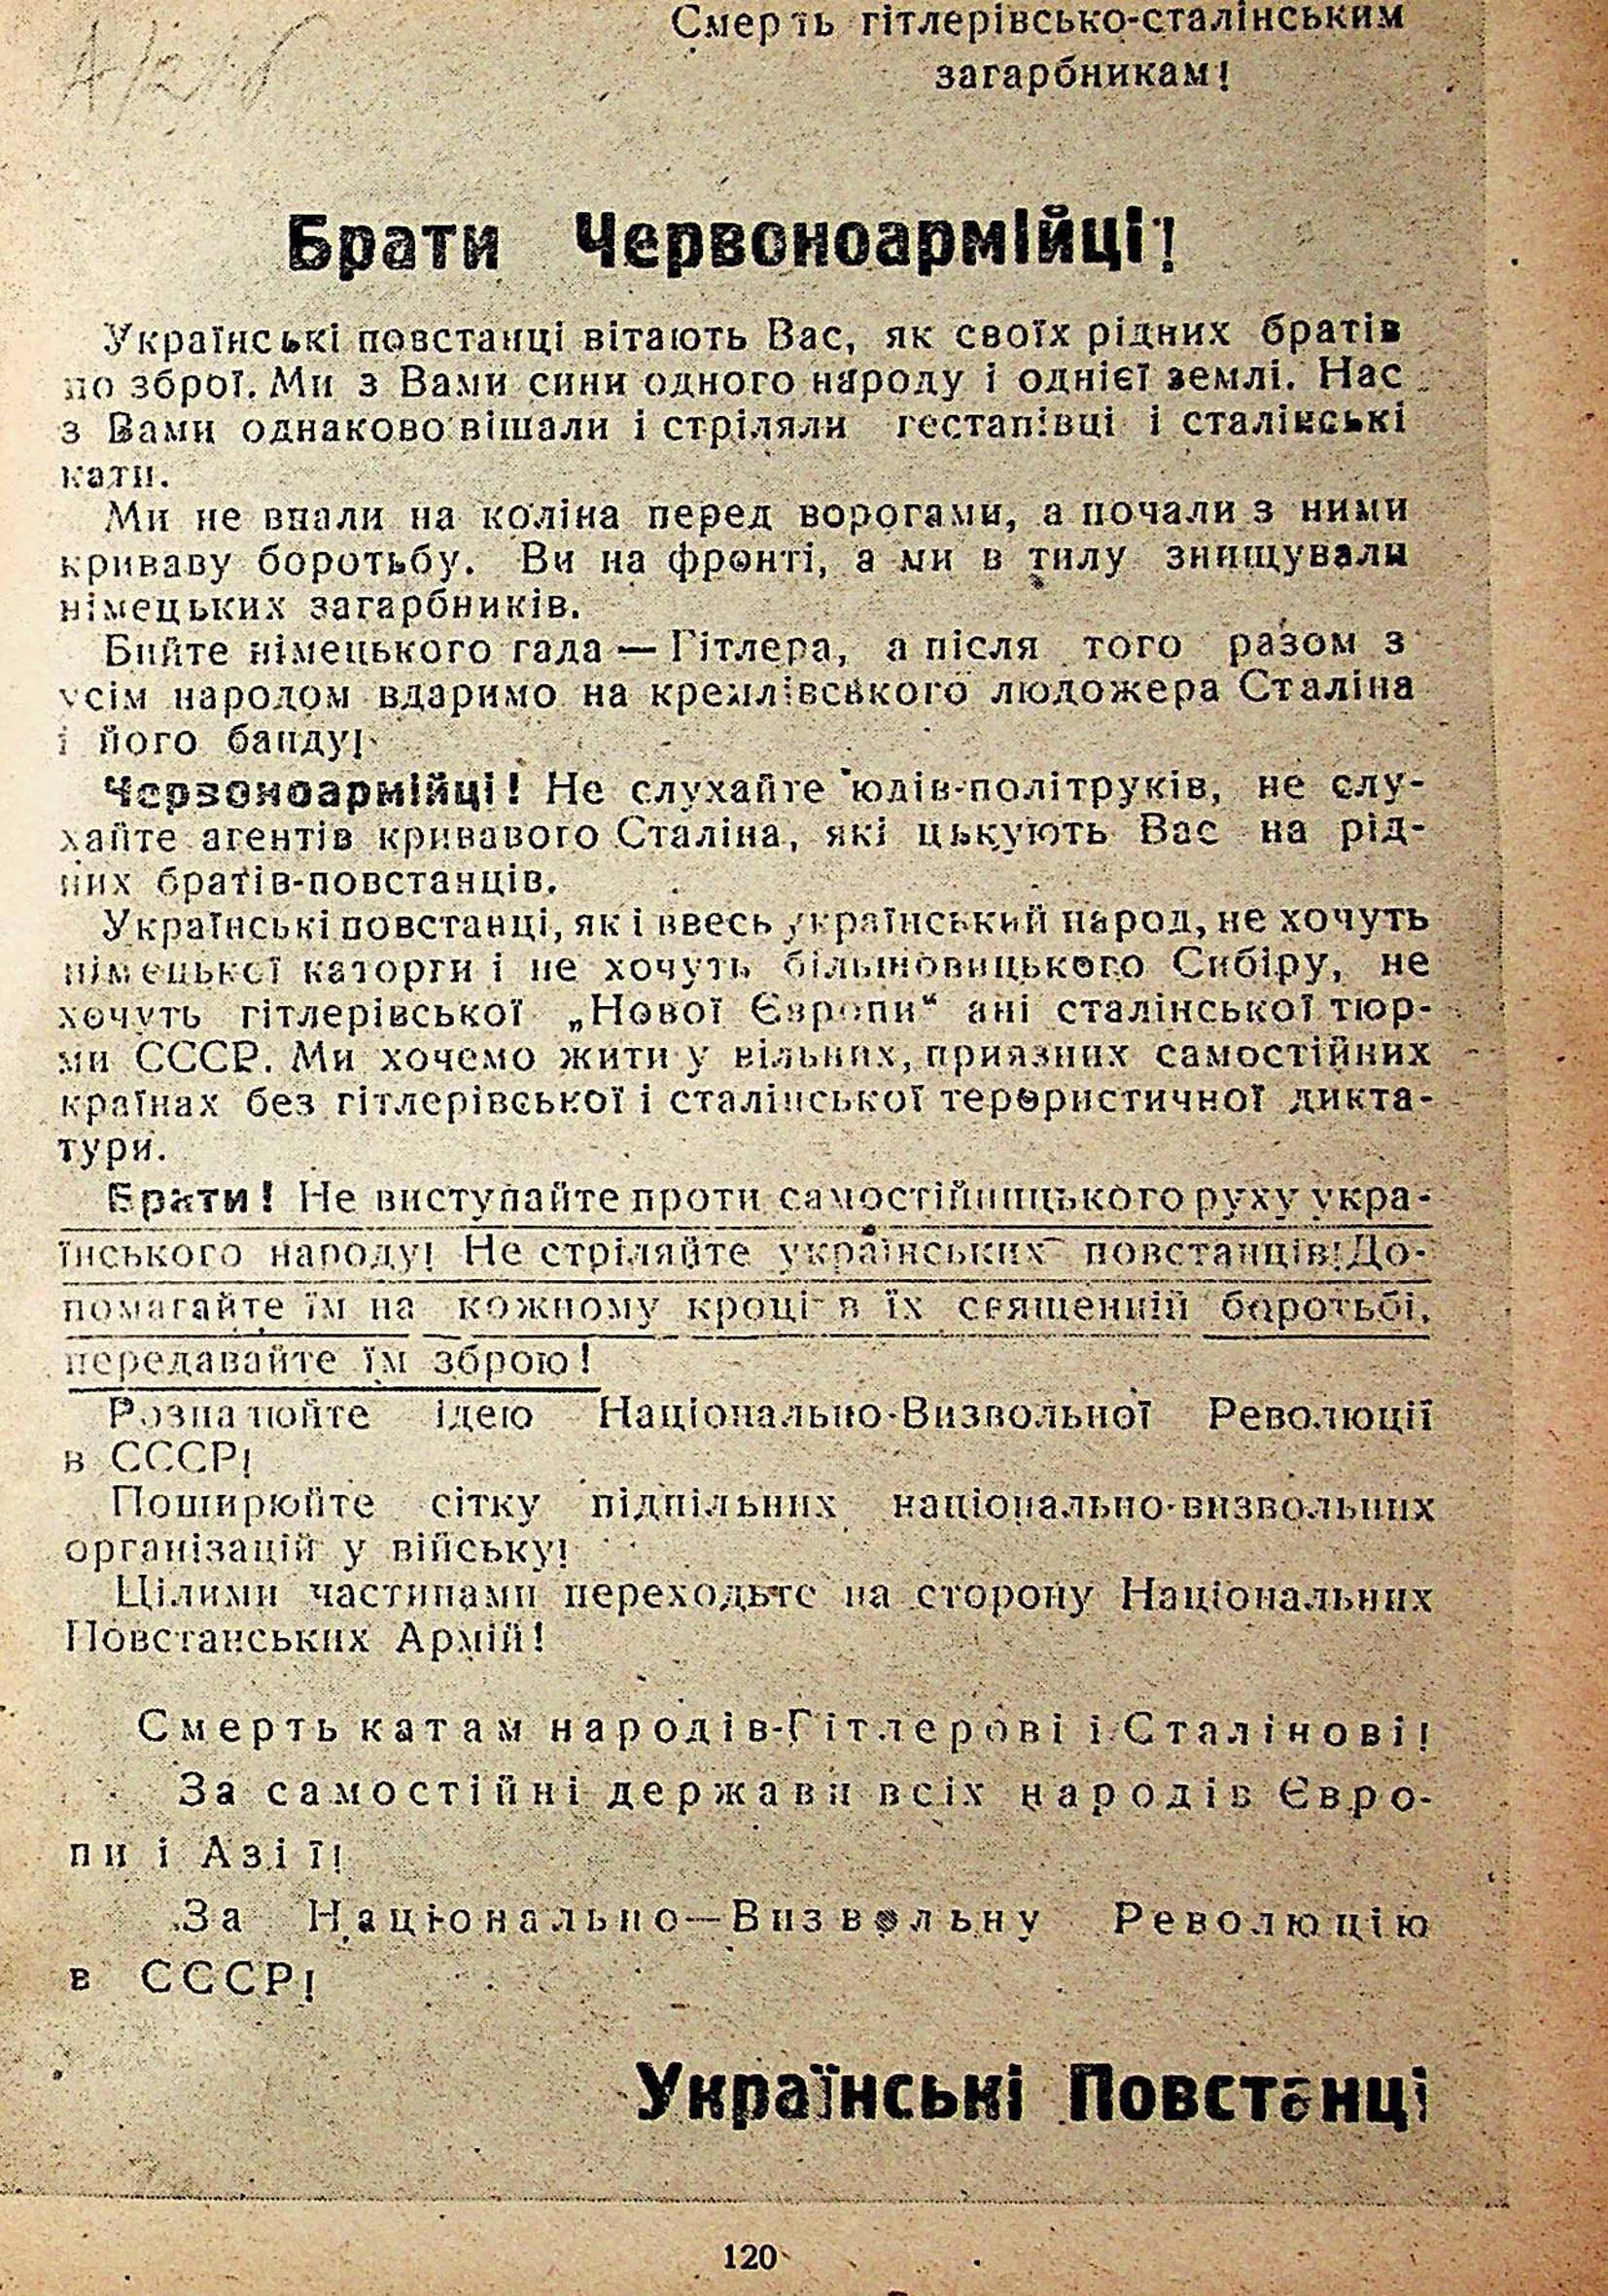 Смерть гітлерівсько-сталінським
загарбникам!
Брати Червоноармійці!
Українські повстанці вітають Вас, як своїх рідних братів
по зброї. Ми з Вами сини одного народу і однієї землі. Нас
з Вами однаково вішали і стріляли гестапівці і сталінські
кати.
Ми не впали на коліна перед ворогами, а почали з ними
криваву боротьбу. Ви на фронті, а ми в тилу знищували
німецьких загарбників.
Бийте німецького гада — Гітлера, а після того разом з
усім народом вдаримо на кремлівського людожера Сталіна
і його банду!
Червоноармійці! Не слухайте юдів-політруків, не слу-
хайте агентів кривавого Сталіна, які цькують Вас на рід-
них братів-повстанців.
Українські повстанці, як і ввесь український народ, не хочуть
німецької каторги і не хочуть більшовицького Сибіру, не
хочуть гітлерівської „Нової Європи“ ані сталінської тюр-
ми СССР. Ми хочемо жити у вільних, приязних самостійних
країнах без гітлерівської і сталінської терористичної дикта-
тури.
Брати! Не виступайте проти самостійницького руху укра-
їнського народу! Не стріляйте українських повстанців! До-
помагайте їм на кожному кроці в їх священній боротьбі,
передавайте їм зброю!
Розпалюйте ідею Національно-Визвольної Революції
в СССР!
Поширюйте сітку підпільних національно-визвольних
організацій у війську!
Цілими частинами переходьте на сторону Національних
Повстанських Армій!
Смерть катам народів-Гітлерові і Сталінові!
За самостійні держави всіх народів Євро-
пи і Азії!
За Національно—Визвольну Революцію
в СССР!
Українські Повстанці
120